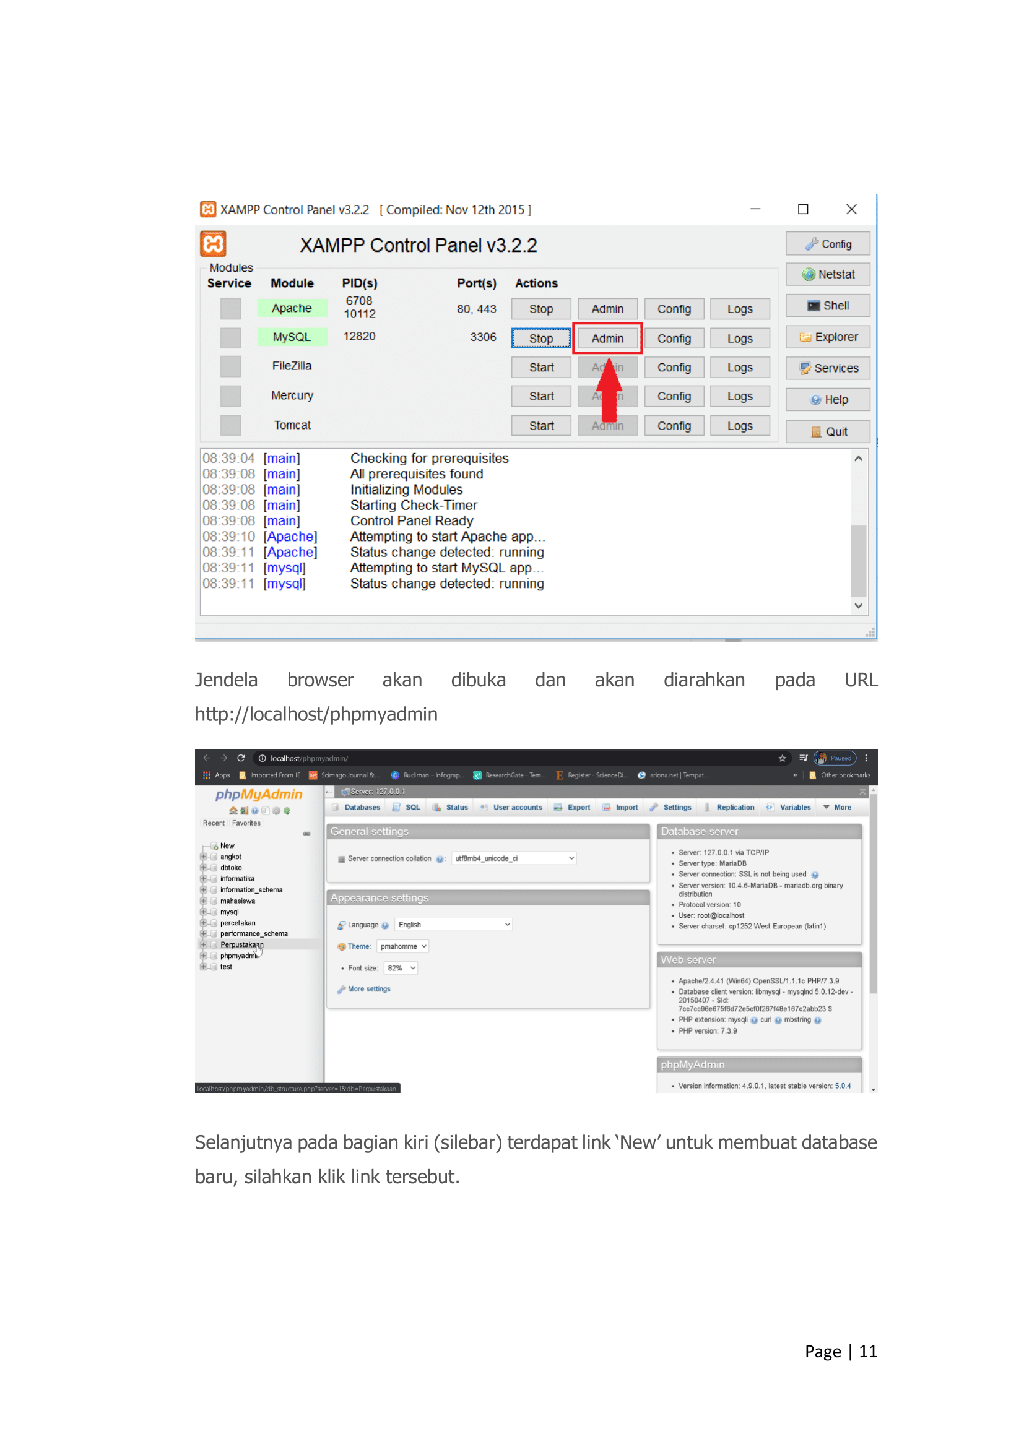 XAMPP Control Panel v3.2.2 [ Compiled: Nov 12th 2015 ]
XAMPP Control Panel v3.2.2
Config
Modules
Service Module PID(s) Port(s) Actions
Netstat
Apache 6708 10112 80, 443 Stop Admin Config Logs
Shell
MySQL 12820 3306 Stop Admin Config Logs
Explorer
FileZilla Start Config Logs
Services
Mercury Start Config Logs
Help
Tomcat Start Admin Config Logs
Quit
08:39:04 [main] Checking for prerequisites
08:39:08 [main] All prerequisites found
08:39:08 [main] Initializing Modules
08:39:08 [main] Starting Check-Timer
08:39:08 [main] Control Panel Ready
08:39:10 [Apache] Attempting to start Apache app...
08:39:11 [Apache] Status change detected: running
08:39:11 [mysql] Attempting to start MySQL app...
08:39:11 [mysql] Status change detected: running
Jendela browser akan dibuka dan akan diarahkan pada URL
http://localhost/phpmyadmin
localhost/phpmyadmin/ Paused
Apps Imported From IE Other bookmarks
phpMyAdmin
Server: 127.0.0.1
Databases SQL Status User accounts Export Import Settings Replication Variables More
Recent Favorites
New
angkot
dbtoko
informatika
information_schema
mahasiswa
mysql
percetakan
performance_schema
Perpustakaan
phpmyadmin
test
General settings
Server connection collation : utf8mb4_unicode_ci
Appearance settings
Language English
Theme: pmahomme
Font size: 82%
More settings
Database server
Server: 127.0.0.1 via TCP/IP
Server type: MariaDB
Server connection: SSL is not being used
Server version: 10.4.6-MariaDB - mariadb.org binary
distribution
Protocol version: 10
User: root@localhost
Server charset: cp1252 West European (latin1)
Web server
Apache/2.4.41 (Win64) OpenSSL/1.1.1c PHP/7.3.9
Database client version: libmysql - mysqlnd 5.0.12-dev -
20150407 - $Id:
PHP extension: mysqli curl mbstring
PHP version: 7.3.9
phpMyAdmin
Version information: 4.9.0.1, latest stable version: 5.0.4
localhost/phpmyadmin/db_structure.php?server=1&db=Perpustakaan
Selanjutnya pada bagian kiri (silebar) terdapat link ‘New’ untuk membuat database
baru, silahkan klik link tersebut.
Page | 11